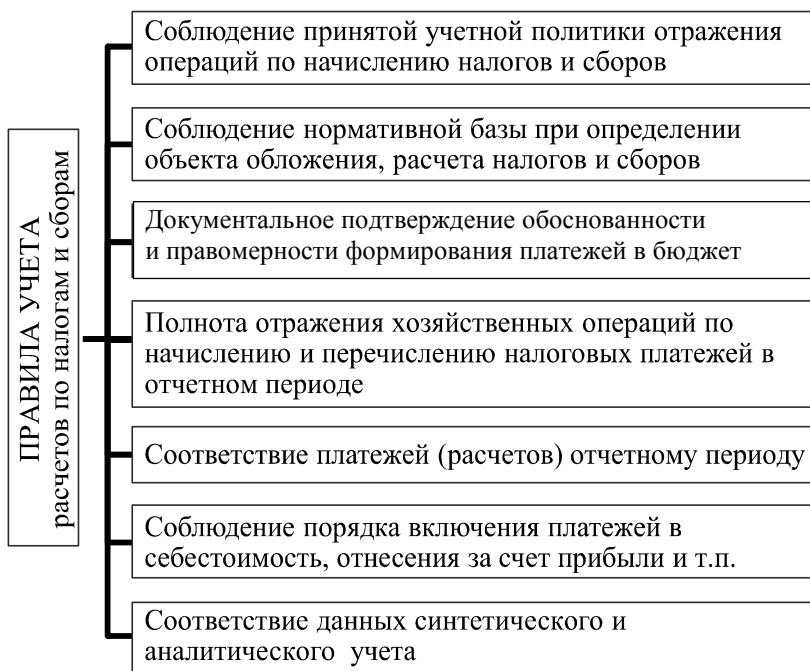 ПРАВИЛА УЧЕТА
расчетов по налогам и сборам
Соблюдение принятой учетной политики отражения
операций по начислению налогов и сборов
Соблюдение нормативной базы при определении
объекта обложения, расчета налогов и сборов
Документальное подтверждение обоснованности
и правомерности формирования платежей в бюджет
Полнота отражения хозяйственных операций по
начислению и перечислению налоговых платежей в
отчетном периоде
Соответствие платежей (расчетов) отчетному периоду
Соблюдение порядка включения платежей в
себестоимость, отнесения за счет прибыли и т.п.
Соответствие данных синтетического и
аналитического учета